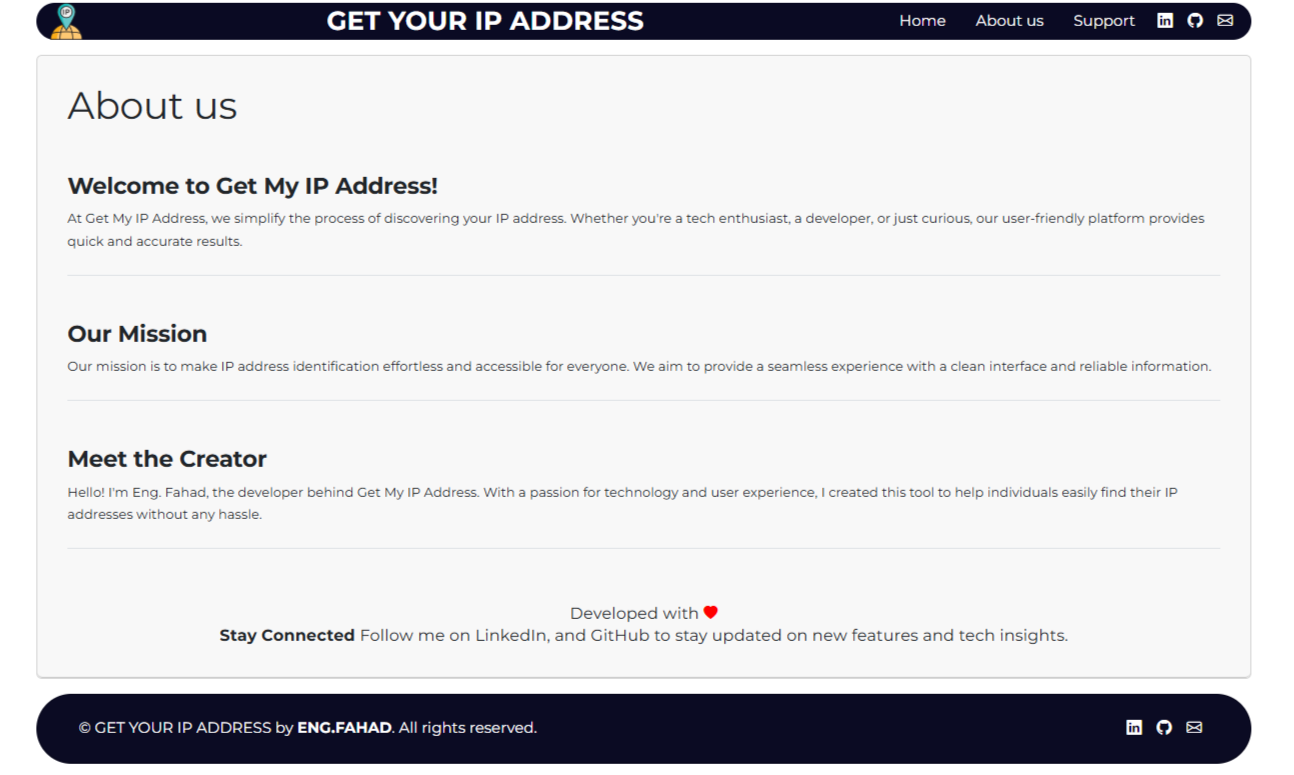 IP
GET YOUR IP ADDRESS
Home About us Support
About us
Welcome to Get My IP Address!
At Get My IP Address, we simplify the process of discovering your IP address. Whether you're a tech enthusiast, a developer, or just curious, our user-friendly platform provides
quick and accurate results.
Our Mission
Our mission is to make IP address identification effortless and accessible for everyone. We aim to provide a seamless experience with a clean interface and reliable information.
Meet the Creator
Hello! I'm Eng. Fahad, the developer behind Get My IP Address. With a passion for technology and user experience, I created this tool to help individuals easily find their IP
addresses without any hassle.
Developed with
Stay Connected Follow me on LinkedIn, and GitHub to stay updated on new features and tech insights.
© GET YOUR IP ADDRESS by ENG.FAHAD. All rights reserved.